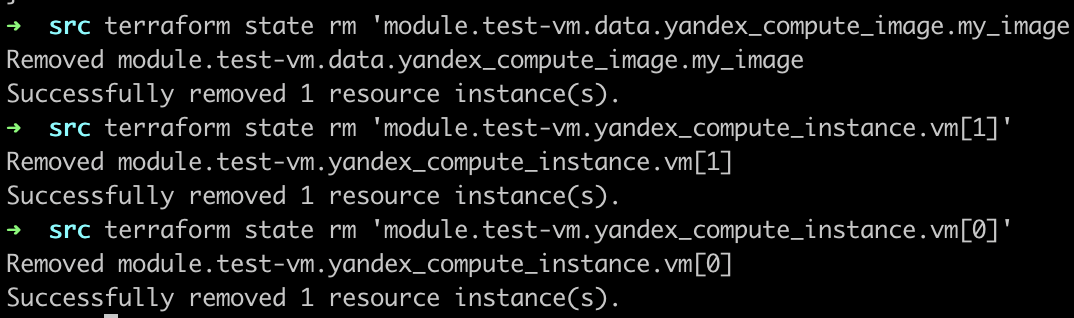 ➜  src terraform state rm 'module.test-vm.data.yandex_compute_image.my_image
Removed module.test-vm.data.yandex_compute_image.my_image
Successfully removed 1 resource instance(s).
➜  src terraform state rm 'module.test-vm.yandex_compute_instance.vm[1]'
Removed module.test-vm.yandex_compute_instance.vm[1]
Successfully removed 1 resource instance(s).
➜  src terraform state rm 'module.test-vm.yandex_compute_instance.vm[0]'
Removed module.test-vm.yandex_compute_instance.vm[0]
Successfully removed 1 resource instance(s).